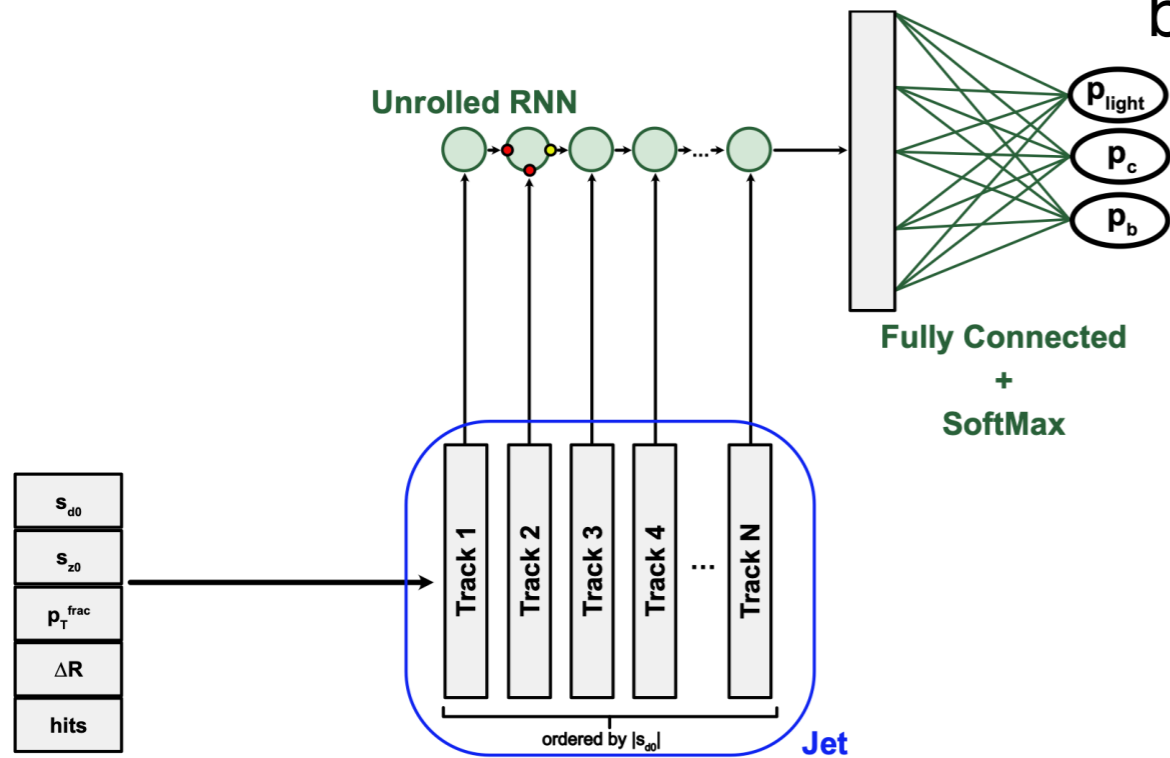 b
Unrolled RNN
p_light
p_c
p_b
Fully Connected
+
SoftMax
...
s_d0
s_z0
p_T^frac
ΔR
hits
Track 1
Track 2
Track 3
Track 4
...
Track N
ordered by |s_d0|
Jet